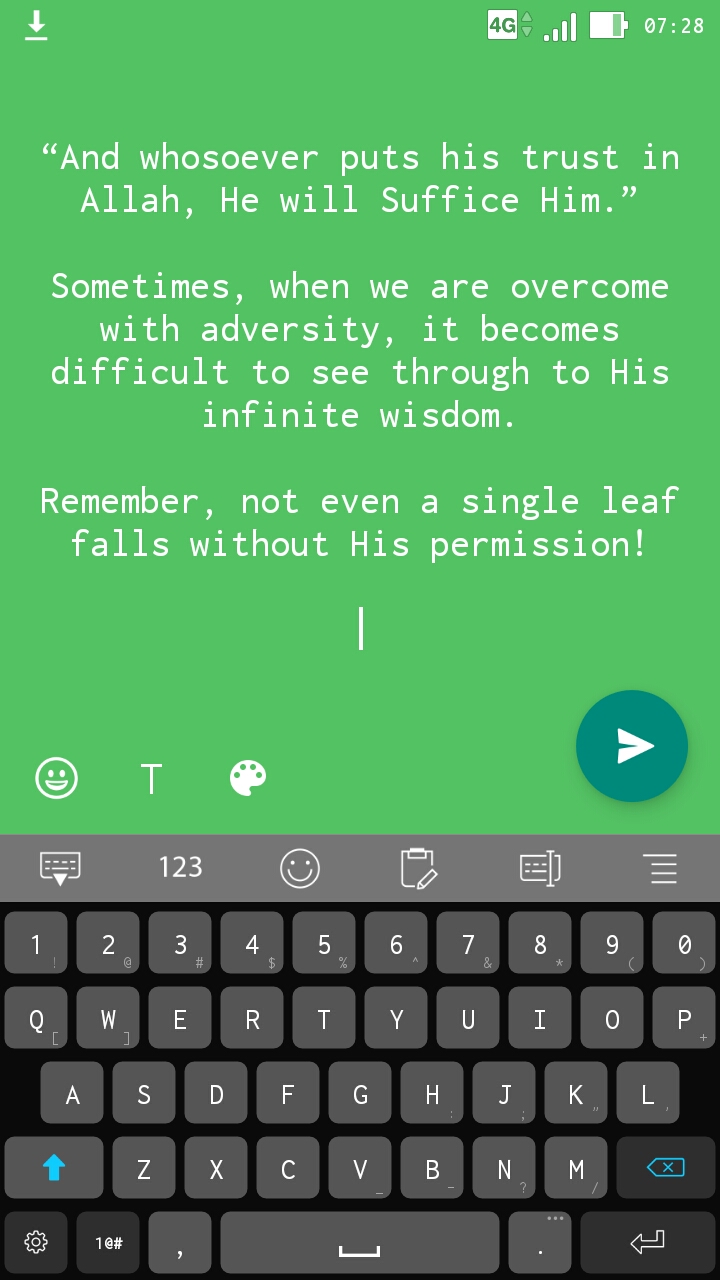 4G 07:28
“And whosoever puts his trust in
Allah, He will Suffice Him.”
Sometimes, when we are overcome
with adversity, it becomes
difficult to see through to His
infinite wisdom.
Remember, not even a single leaf
falls without His permission!
T
123
1 ! 2 @ 3 # 4 $ 5 % 6 ^ 7 & 8 * 9 ( 0 )
Q [ W ] E R T Y U I O P +
A S D F G H : J ; K " L '
Z X C V _ B - N ? M /
1@# , ... .